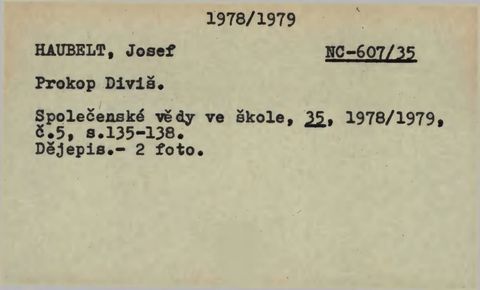 1978/1979
HAUBELT, Josef NC-607/35
Prokop Diviš.
Společenské vědy ve škole, 35, 1978/1979,
č.5, s.135-138.
Dějepis.- 2 foto.